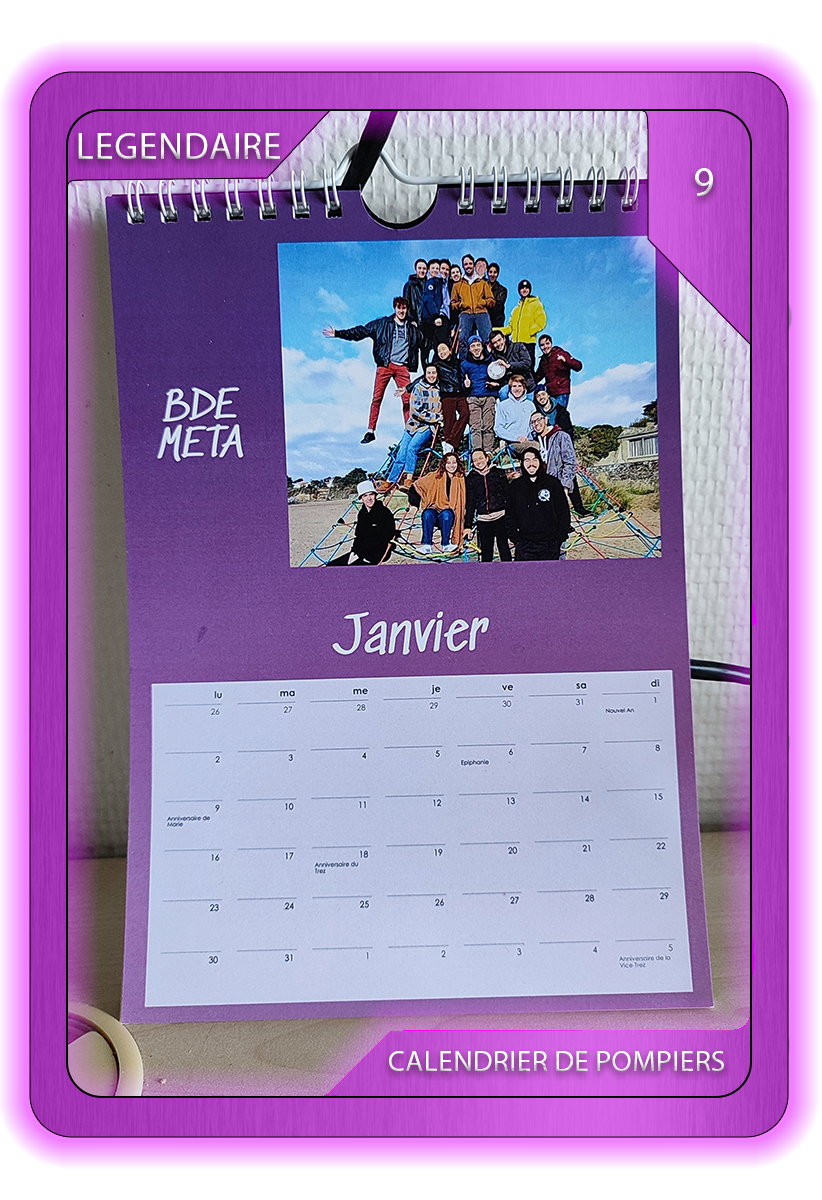 LEGENDAIRE
9
BDE
META
Janvier
lu ma me je ve sa di
26 27 28 29 30 31 1
Nouvel An
2 3 4 5 6 7 8
Epiphanie
9 10 11 12 13 14 15
Anniversaire de
Marie
16 17 18 19 20 21 22
Anniversaire du
Trez
23 24 25 26 27 28 29
30 31 1 2 3 4 5
Anniversaire de la
Vice-Trez
CALENDRIER DE POMPIERS